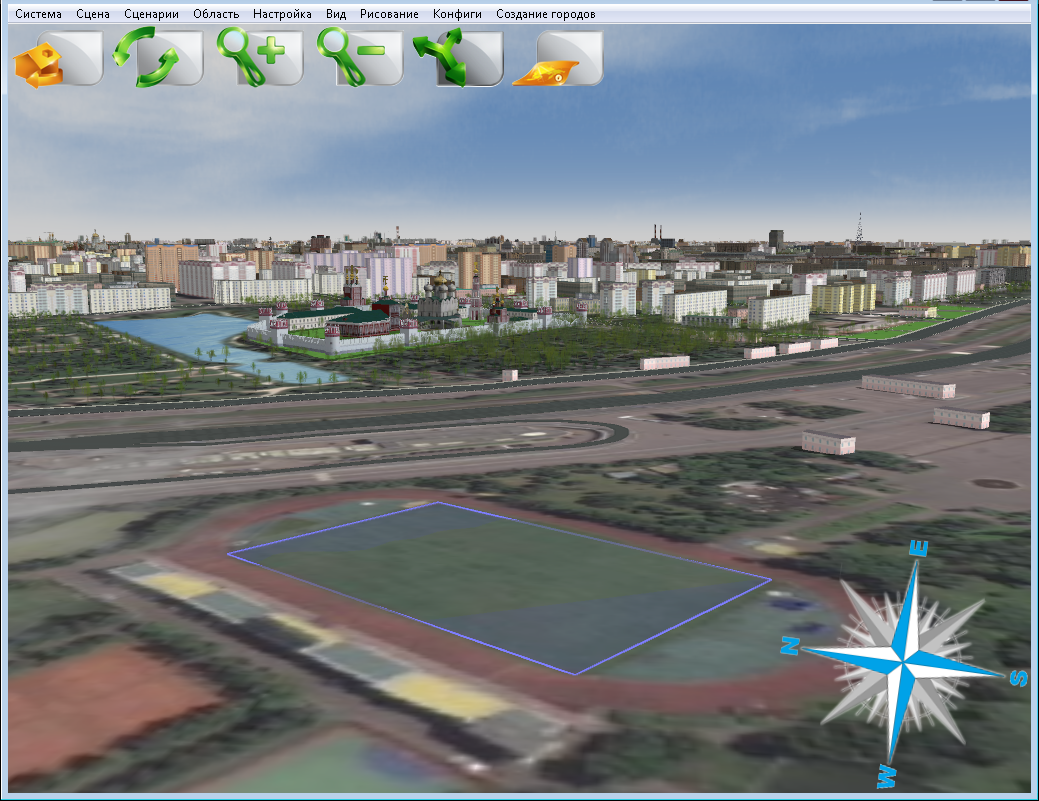 Система Сцена Сценарии Область Настройка Вид Рисование Конфиги Создание городов
E
N
S
W